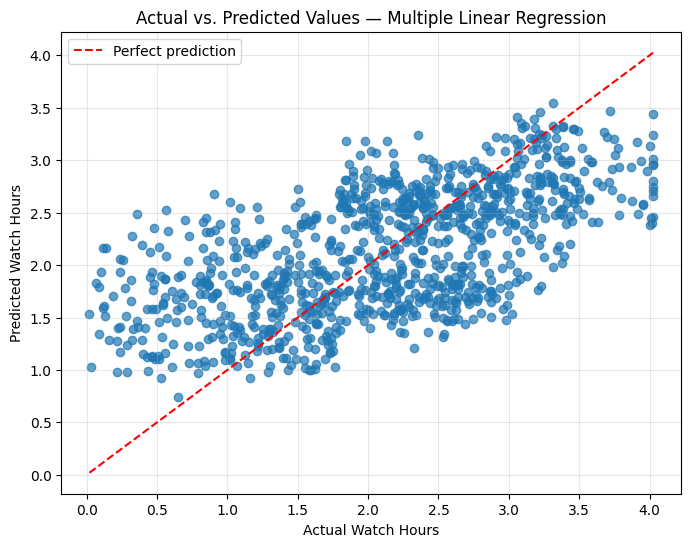 Actual vs. Predicted Values — Multiple Linear Regression
Perfect prediction
4.0
3.5
3.0
2.5
2.0
1.5
1.0
0.5
0.0
Predicted Watch Hours
0.0 0.5 1.0 1.5 2.0 2.5 3.0 3.5 4.0
Actual Watch Hours